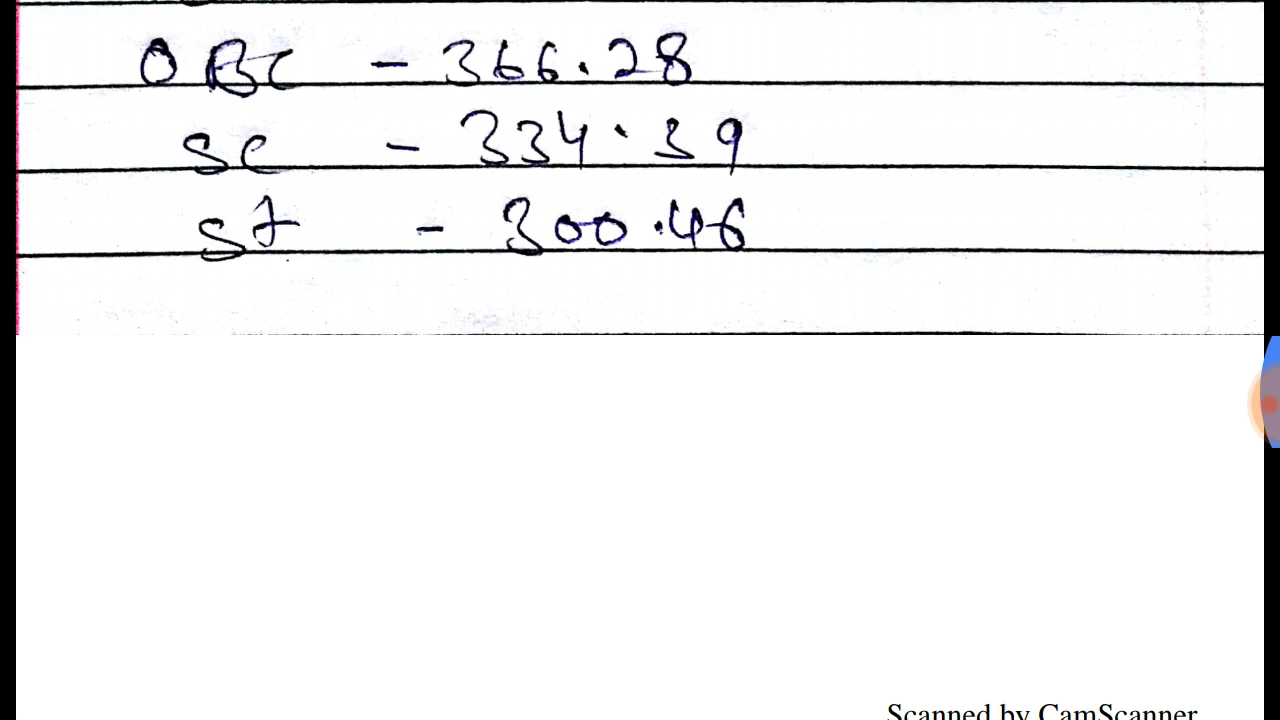 OBC - 366.28
SC - 334.39
ST - 300.46
Scanned by CamScanner